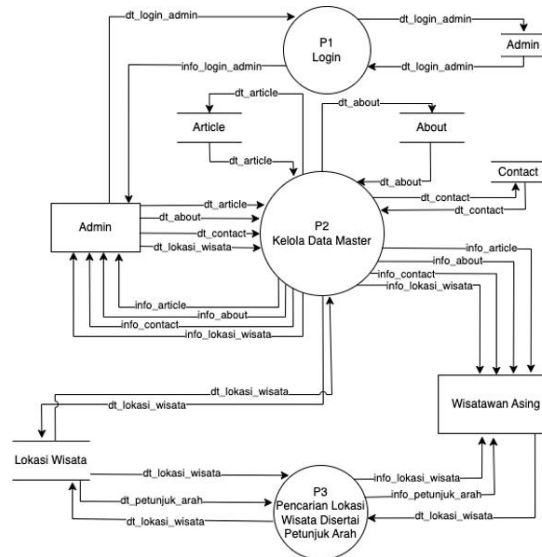 dt_login_admin
dt_login_admin
P1
Login
Admin
info_login_admin
dt_login_admin
dt_article
dt_about
Article
About
dt_article
dt_about
Contact
dt_contact
dt_contact
dt_article
dt_about
dt_contact
dt_lokasi_wisata
Admin
P2
Kelola Data Master
info_article
info_about
info_contact
info_lokasi_wisata
info_article
info_about
info_contact
info_lokasi_wisata
dt_lokasi_wisata
dt_lokasi_wisata
Wisatawan Asing
Lokasi Wisata
dt_lokasi_wisata
dt_petunjuk_arah
dt_lokasi_wisata
P3
Pencarian Lokasi
Wisata Disertai
Petunjuk Arah
info_lokasi_wisata
info_petunjuk_arah
dt_lokasi_wisata